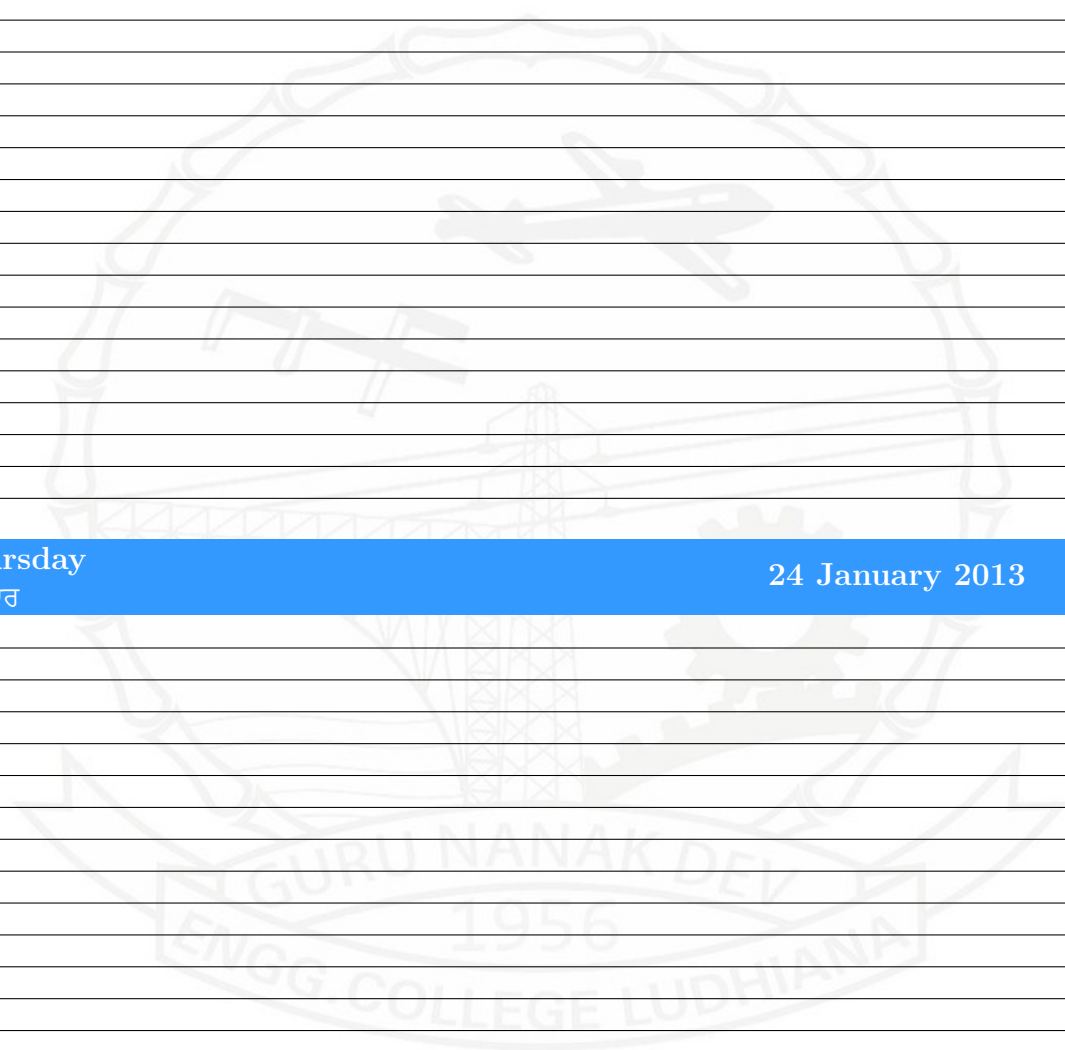 rsday
ਾਰ
24 January 2013
GURU NANAK DEV
1956
ENGG. COLLEGE LUDHIANA